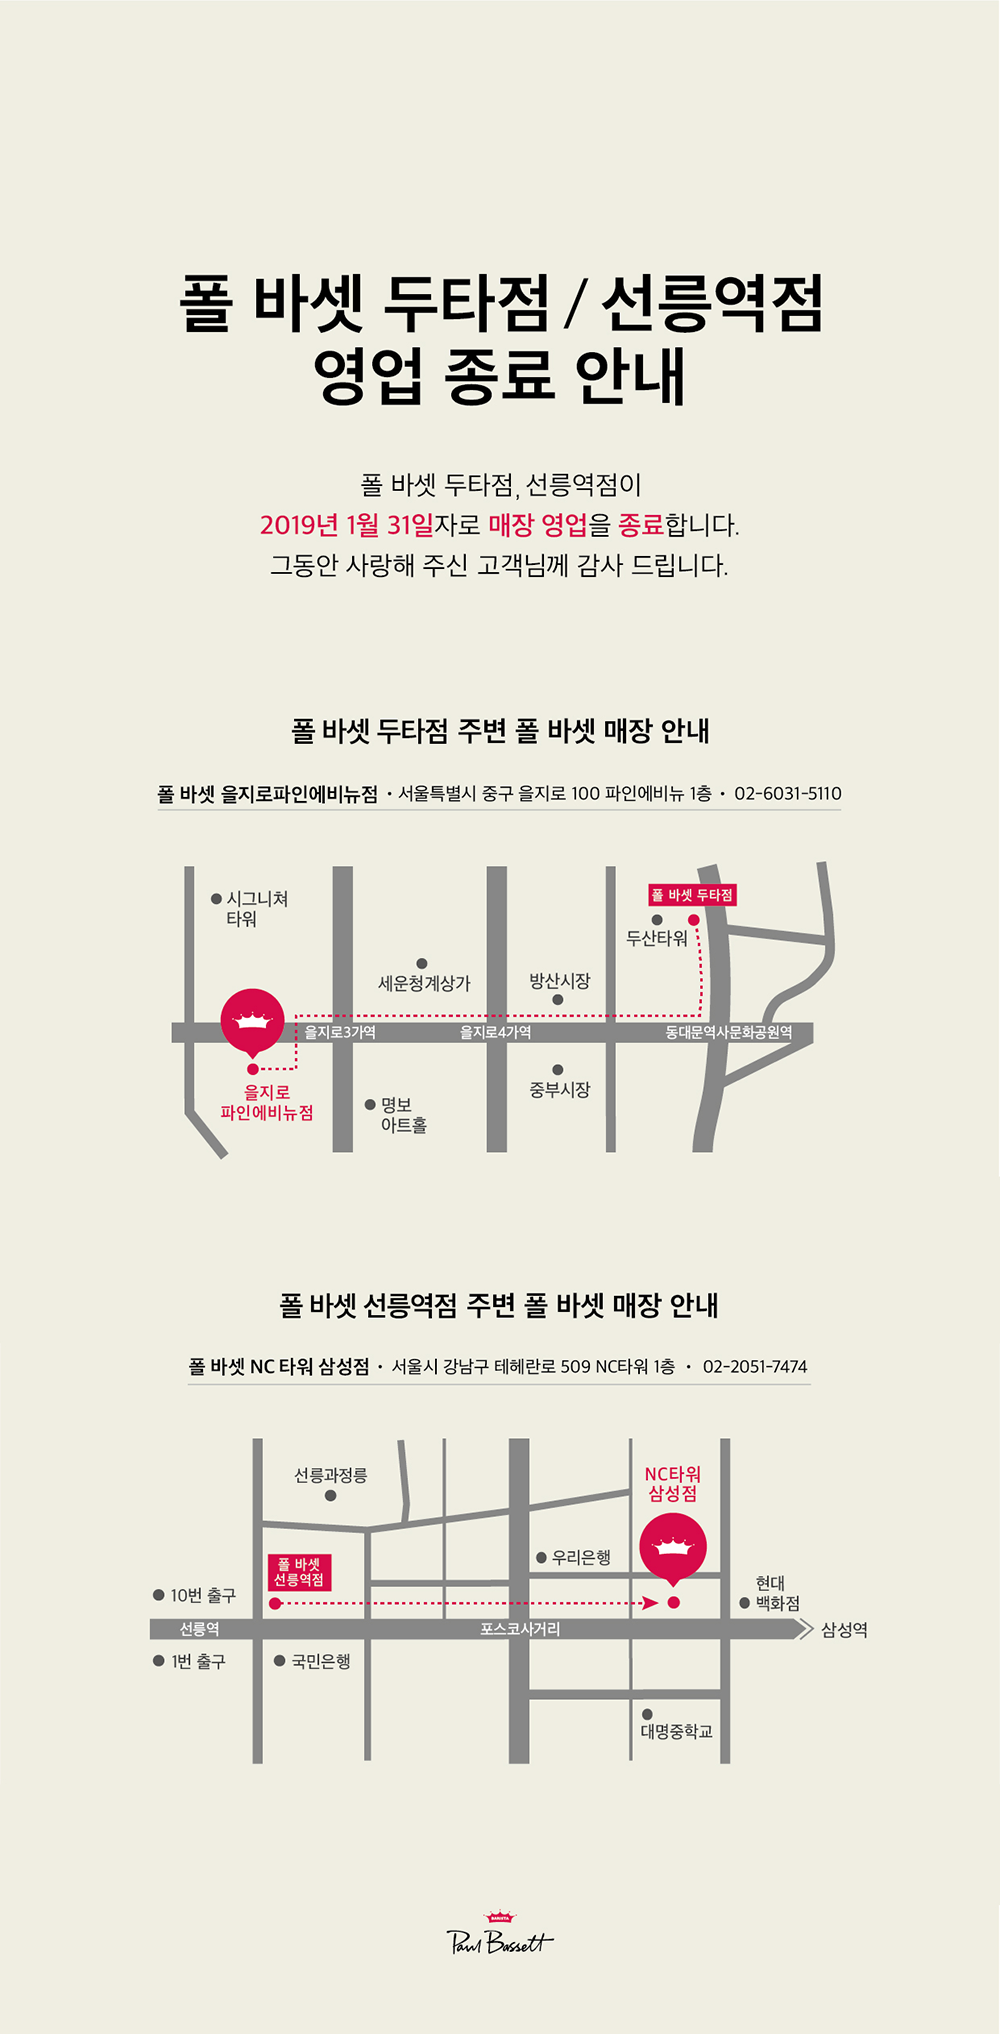 폴 바셋 두타점 / 선릉역점
영업 종료 안내
폴 바셋 두타점, 선릉역점이
2019년 1월 31일자로 매장 영업을 종료합니다.
그동안 사랑해 주신 고객님께 감사 드립니다.
폴 바셋 두타점 주변 폴 바셋 매장 안내
폴 바셋 을지로파인에비뉴점 • 서울특별시 중구 을지로 100 파인에비뉴 1층 • 02-6031-5110
시그니쳐
타워
폴 바셋 두타점
두산타워
세운청계상가
방산시장
을지로3가역
을지로4가역
동대문역사문화공원역
을지로
파인에비뉴점
명보
아트홀
중부시장
폴 바셋 선릉역점 주변 폴 바셋 매장 안내
폴 바셋 NC 타워 삼성점 • 서울시 강남구 테헤란로 509 NC타워 1층 • 02-2051-7474
선릉과정릉
NC타워
삼성점
폴 바셋
선릉역점
우리은행
10번 출구
현대
백화점
선릉역
포스코사거리
삼성역
1번 출구
국민은행
대명중학교
BARISTA
Paul Bassett